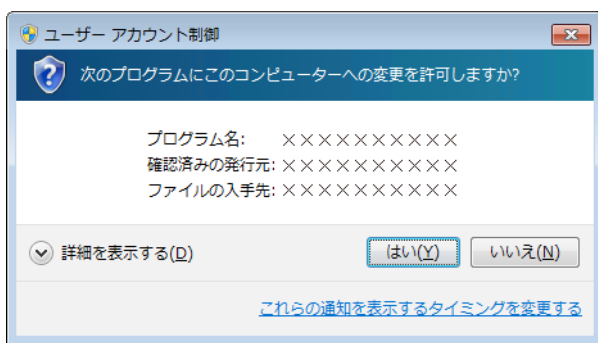 ユーザー アカウント制御
次のプログラムにこのコンピューターへの変更を許可しますか?
プログラム名: ××××××××××
確認済みの発行元: ××××××××××
ファイルの入手先: ××××××××××
詳細を表示する(D)
はい(Y)
いいえ(N)
これらの通知を表示するタイミングを変更する